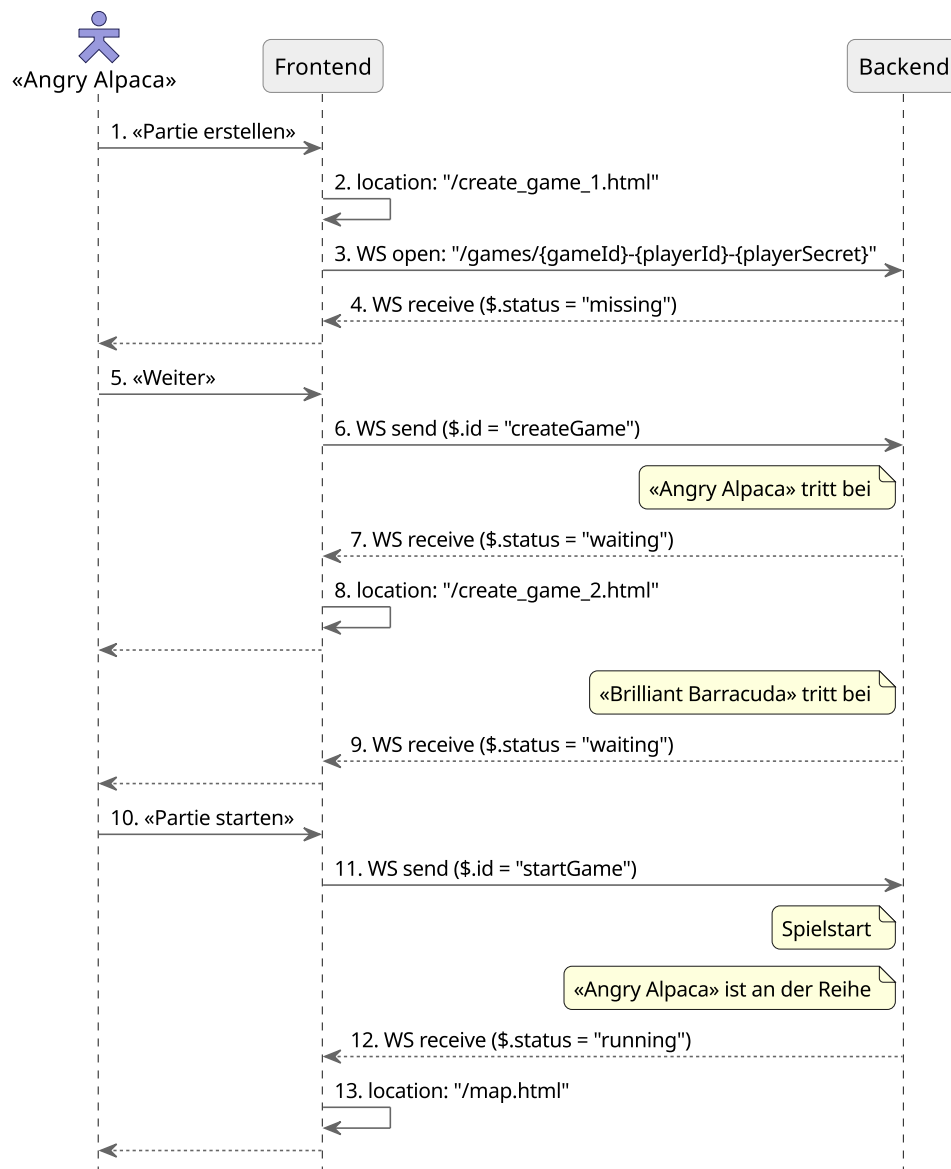 «Angry Alpaca»
Frontend
Backend
1. «Partie erstellen»
2. location: "/create_game_1.html"
3. WS open: "/games/{gameId}-{playerId}-{playerSecret}"
4. WS receive ($.status = "missing")
5. «Weiter»
6. WS send ($.id = "createGame")
«Angry Alpaca» tritt bei
7. WS receive ($.status = "waiting")
8. location: "/create_game_2.html"
«Brilliant Barracuda» tritt bei
9. WS receive ($.status = "waiting")
10. «Partie starten»
11. WS send ($.id = "startGame")
Spielstart
«Angry Alpaca» ist an der Reihe
12. WS receive ($.status = "running")
13. location: "/map.html"